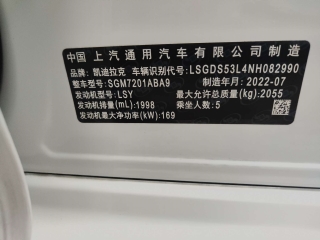 中国 上汽通用汽车有限公司 制造
品牌 凯迪拉克 车辆识别代号 LSGDS53L4NH082990
整车型号 SGM7201ABA9 制造年月 2022-07
发动机型号 LSY 最大允许总质量(kg) 2055
发动机排量(mL) 1998 乘坐人数 5
发动机最大净功率(kW) 169